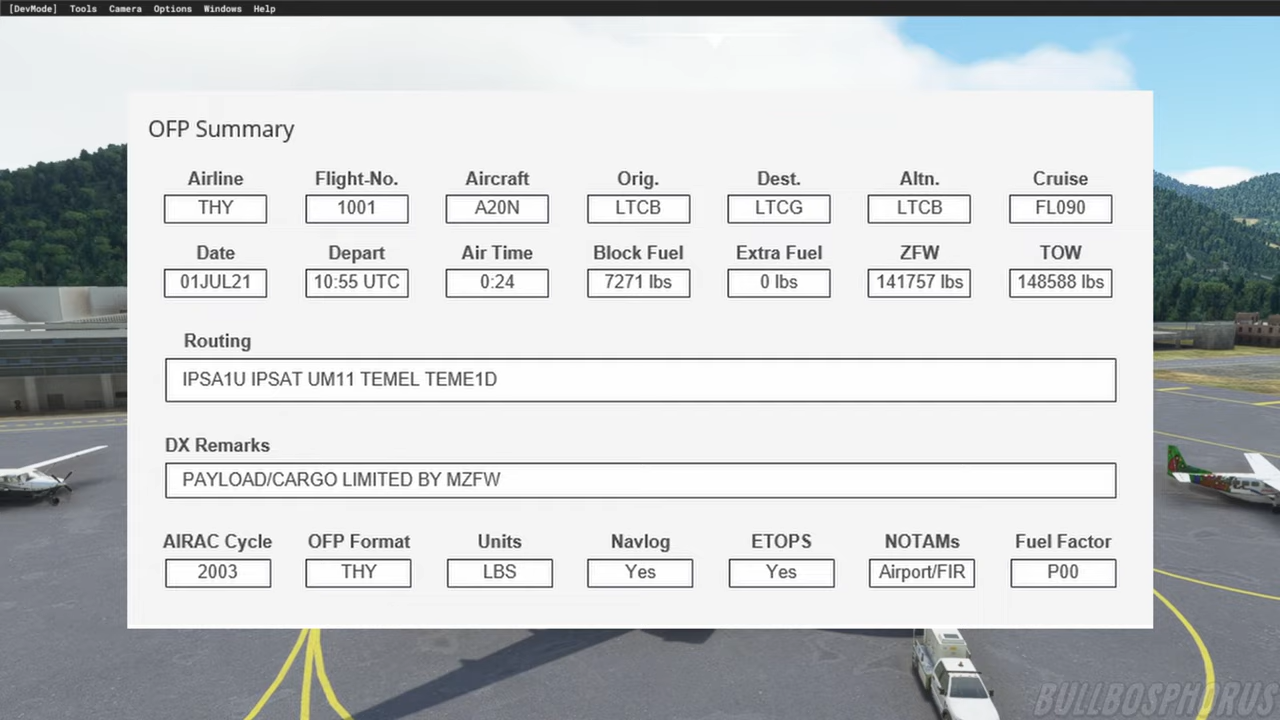 [DevMode] Tools Camera Options Windows Help
OFP Summary
Airline Flight-No. Aircraft Orig. Dest. Altn. Cruise
THY 1001 A20N LTCB LTCG LTCB FL090
Date Depart Air Time Block Fuel Extra Fuel ZFW TOW
01JUL21 10:55 UTC 0:24 7271 lbs 0 lbs 141757 lbs 148588 lbs
Routing
IPSA1U IPSAT UM11 TEMEL TEME1D
DX Remarks
PAYLOAD/CARGO LIMITED BY MZFW
AIRAC Cycle OFP Format Units Navlog ETOPS NOTAMs Fuel Factor
2003 THY LBS Yes Yes Airport/FIR P00
BULLBOSPHORUS